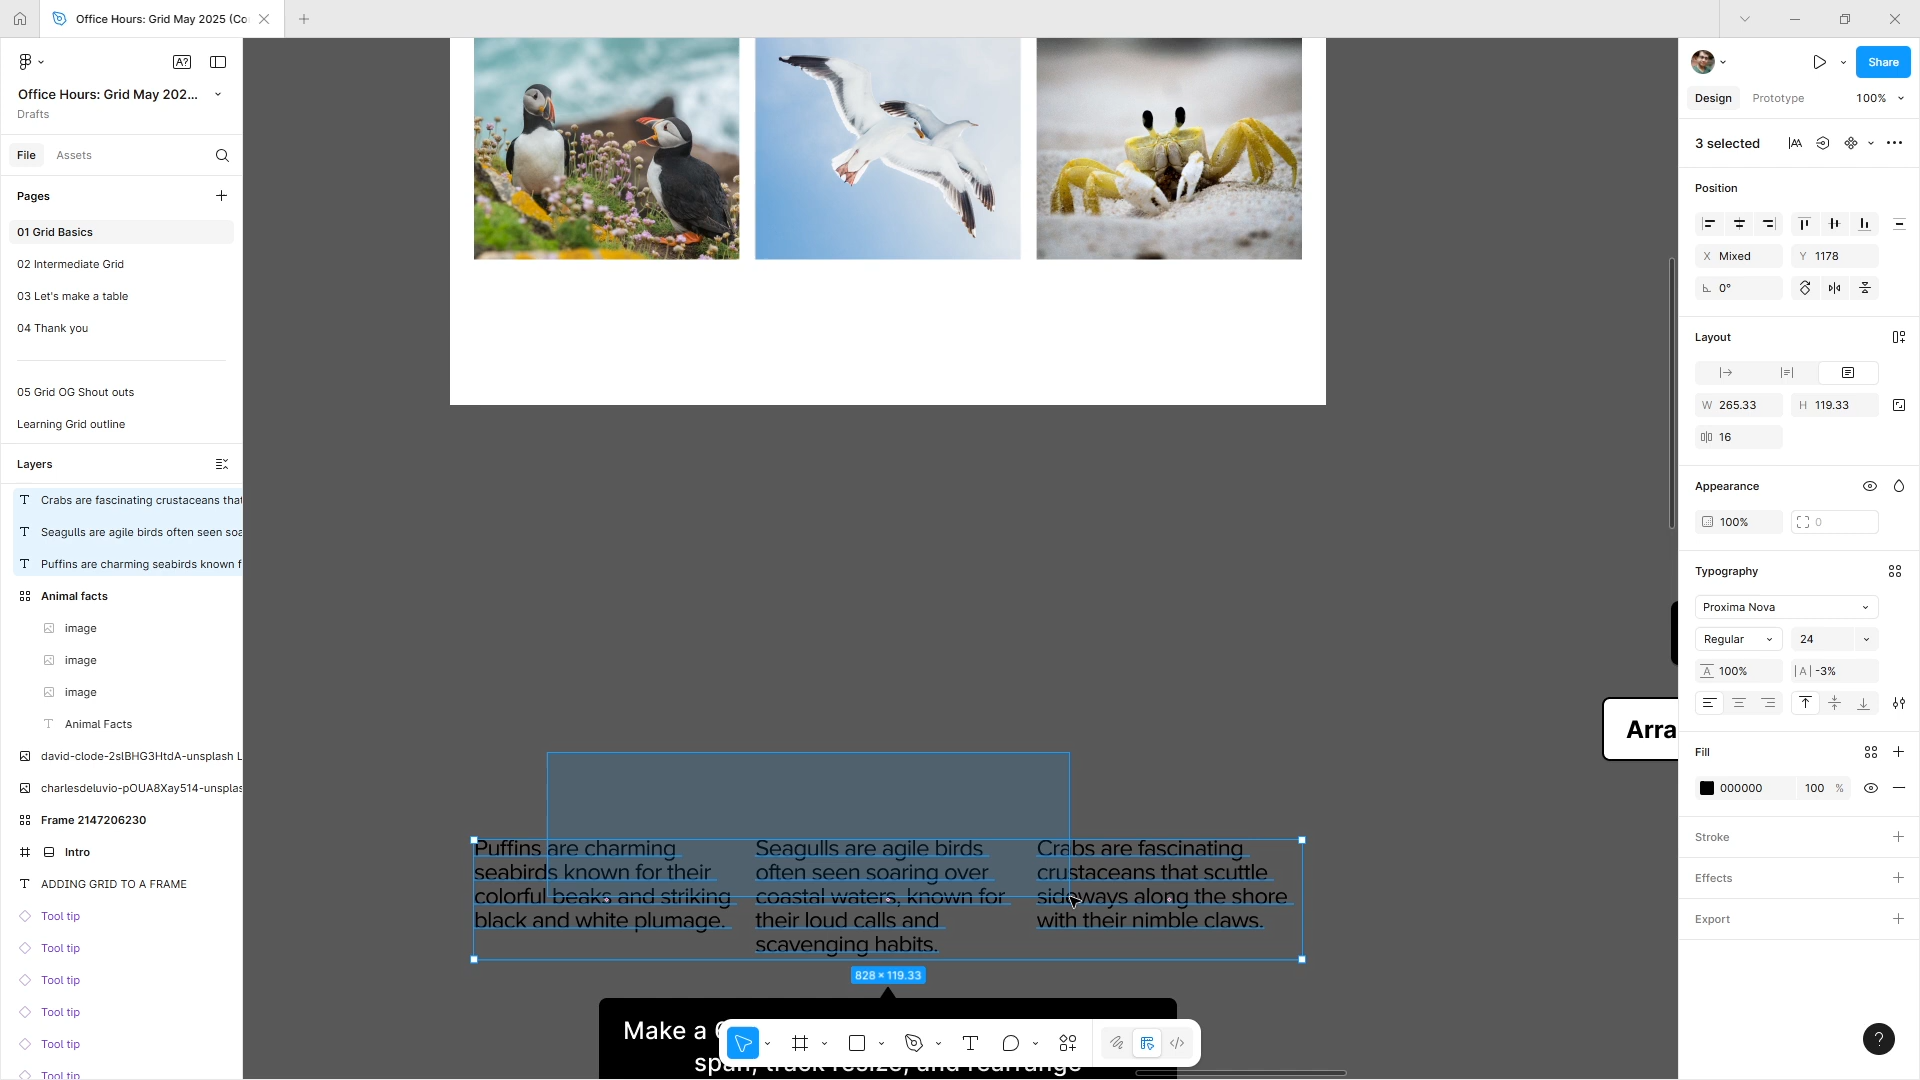 Office Hours: Grid May 2025 (Co
Office Hours: Grid May 202...
Drafts
File
Assets
Pages
01 Grid Basics
02 Intermediate Grid
03 Let's make a table
04 Thank you
05 Grid OG Shout outs
Learning Grid outline
Layers
Crabs are fascinating crustaceans that
Seagulls are agile birds often seen soa
Puffins are charming seabirds known f
Animal facts
image
image
image
Animal Facts
david-clode-2slBHG3HtdA-unsplash
charlesdeluvio-pOUA8Xay514-unsplas
Frame 2147206230
Intro
ADDING GRID TO A FRAME
Tool tip
Tool tip
Tool tip
Tool tip
Tool tip
Tool tip
Puffins are charming
seabirds known for their
colorful beaks and striking
black and white plumage.
Seagulls are agile birds
often seen soaring over
coastal waters, known for
their loud calls and
scavenging habits.
Crabs are fascinating
crustaceans that scuttle
sideways along the shore
with their nimble claws.
828 × 119.33
Make a
span, track resize, and rearrange
Arra
Share
Design
Prototype
100%
3 selected
Position
X Mixed
Y 1178
0°
Layout
W 265.33
H 119.33
16
Appearance
100%
0
Typography
Proxima Nova
Regular
24
100%
-3%
Fill
000000
100 %
Stroke
Effects
Export
?